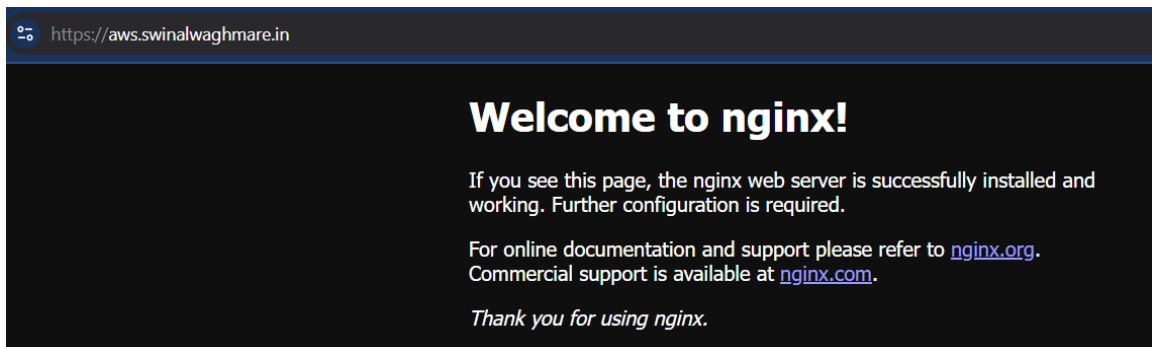 https://aws.swinalwaghmare.in
Welcome to nginx!
If you see this page, the nginx web server is successfully installed and
working. Further configuration is required.
For online documentation and support please refer to nginx.org.
Commercial support is available at nginx.com.
Thank you for using nginx.